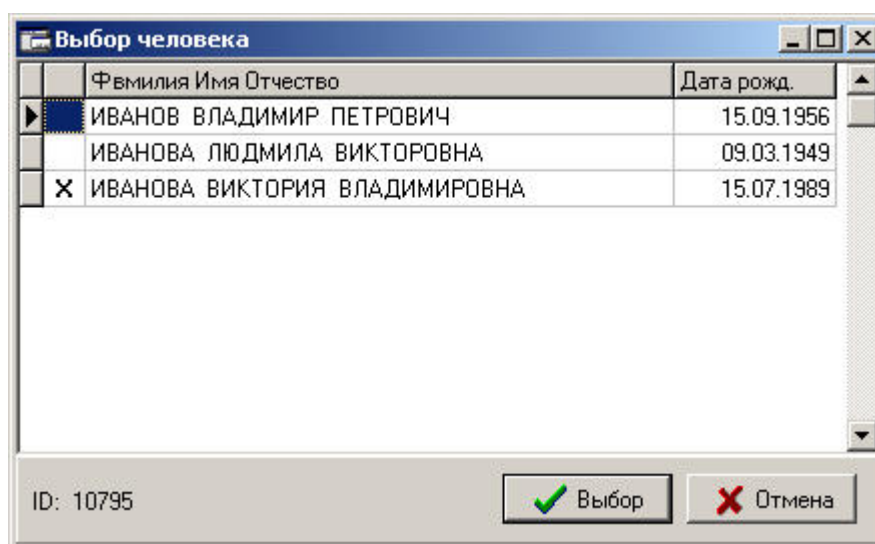 Выбор человека
Фвмилия Имя Отчество Дата рожд.
ИВАНОВ ВЛАДИМИР ПЕТРОВИЧ 15.09.1956
ИВАНОВА ЛЮДМИЛА ВИКТОРОВНА 09.03.1949
X ИВАНОВА ВИКТОРИЯ ВЛАДИМИРОВНА 15.07.1989
ID: 10795 Выбор Отмена